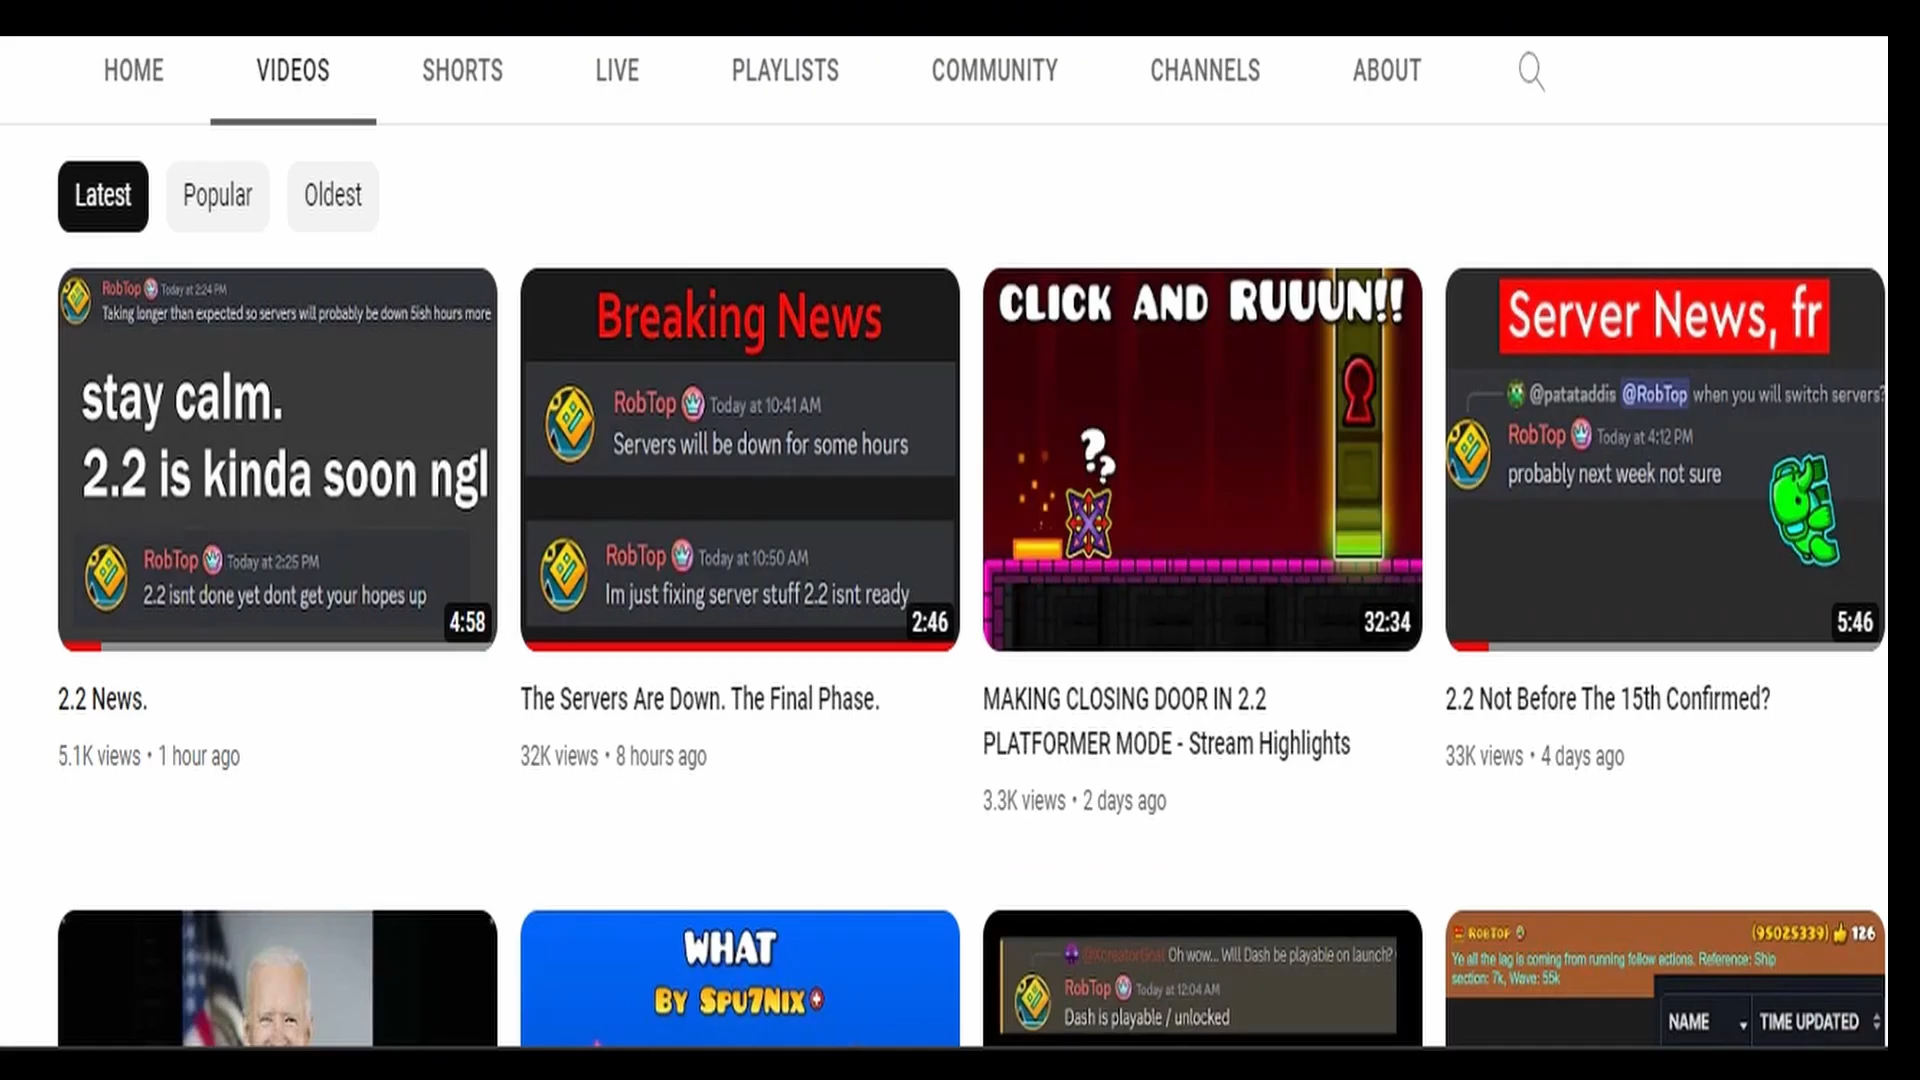 HOME VIDEOS SHORTS LIVE PLAYLISTS COMMUNITY CHANNELS ABOUT
Latest Popular Oldest
RobTop Today at 2:24 PM
Taking longer than expected so servers will probably be down 5ish hours more
stay calm.
2.2 is kinda soon ngl
RobTop Today at 2:25 PM
2.2 isnt done yet dont get your hopes up
4:58
2.2 News.
5.1K views • 1 hour ago
Breaking News
RobTop Today at 10:41 AM
Servers will be down for some hours
RobTop Today at 10:50 AM
Im just fixing server stuff 2.2 isnt ready
2:46
The Servers Are Down. The Final Phase.
32K views • 8 hours ago
CLICK AND RUUUN!!
??
32:34
MAKING CLOSING DOOR IN 2.2
PLATFORMER MODE - Stream Highlights
3.3K views • 2 days ago
Server News, fr
@patataddis @RobTop when you will switch servers?
RobTop Today at 4:12 PM
probably next week not sure
5:46
2.2 Not Before The 15th Confirmed?
33K views • 4 days ago
WHAT
BY SPU7NIX
@XcreatorGoal Oh wow... Will Dash be playable on launch?
RobTop Today at 12:04 AM
Dash is playable / unlocked
ROBTOP (95025339) 126
Ye all the lag is coming from running follow actions. Reference: Ship
section: 7k, Wave: 55k
NAME TIME UPDATED